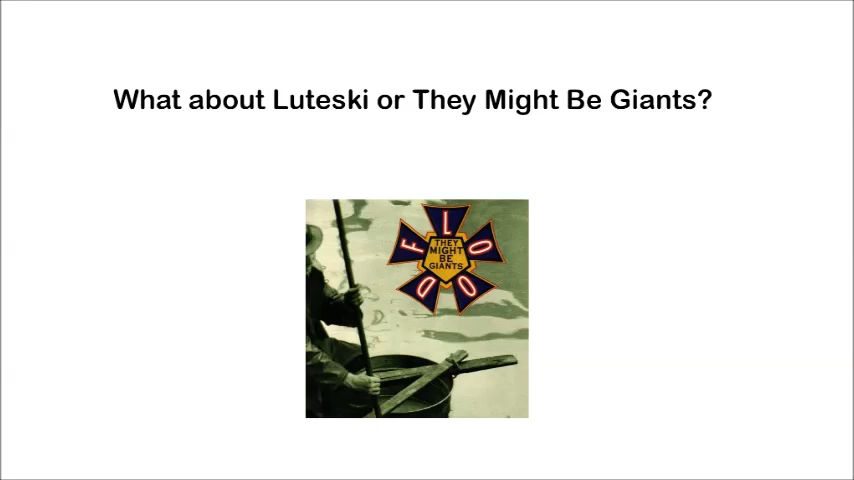 What about Luteski or They Might Be Giants?
FLOOD
THEY
MIGHT
BE
GIANTS